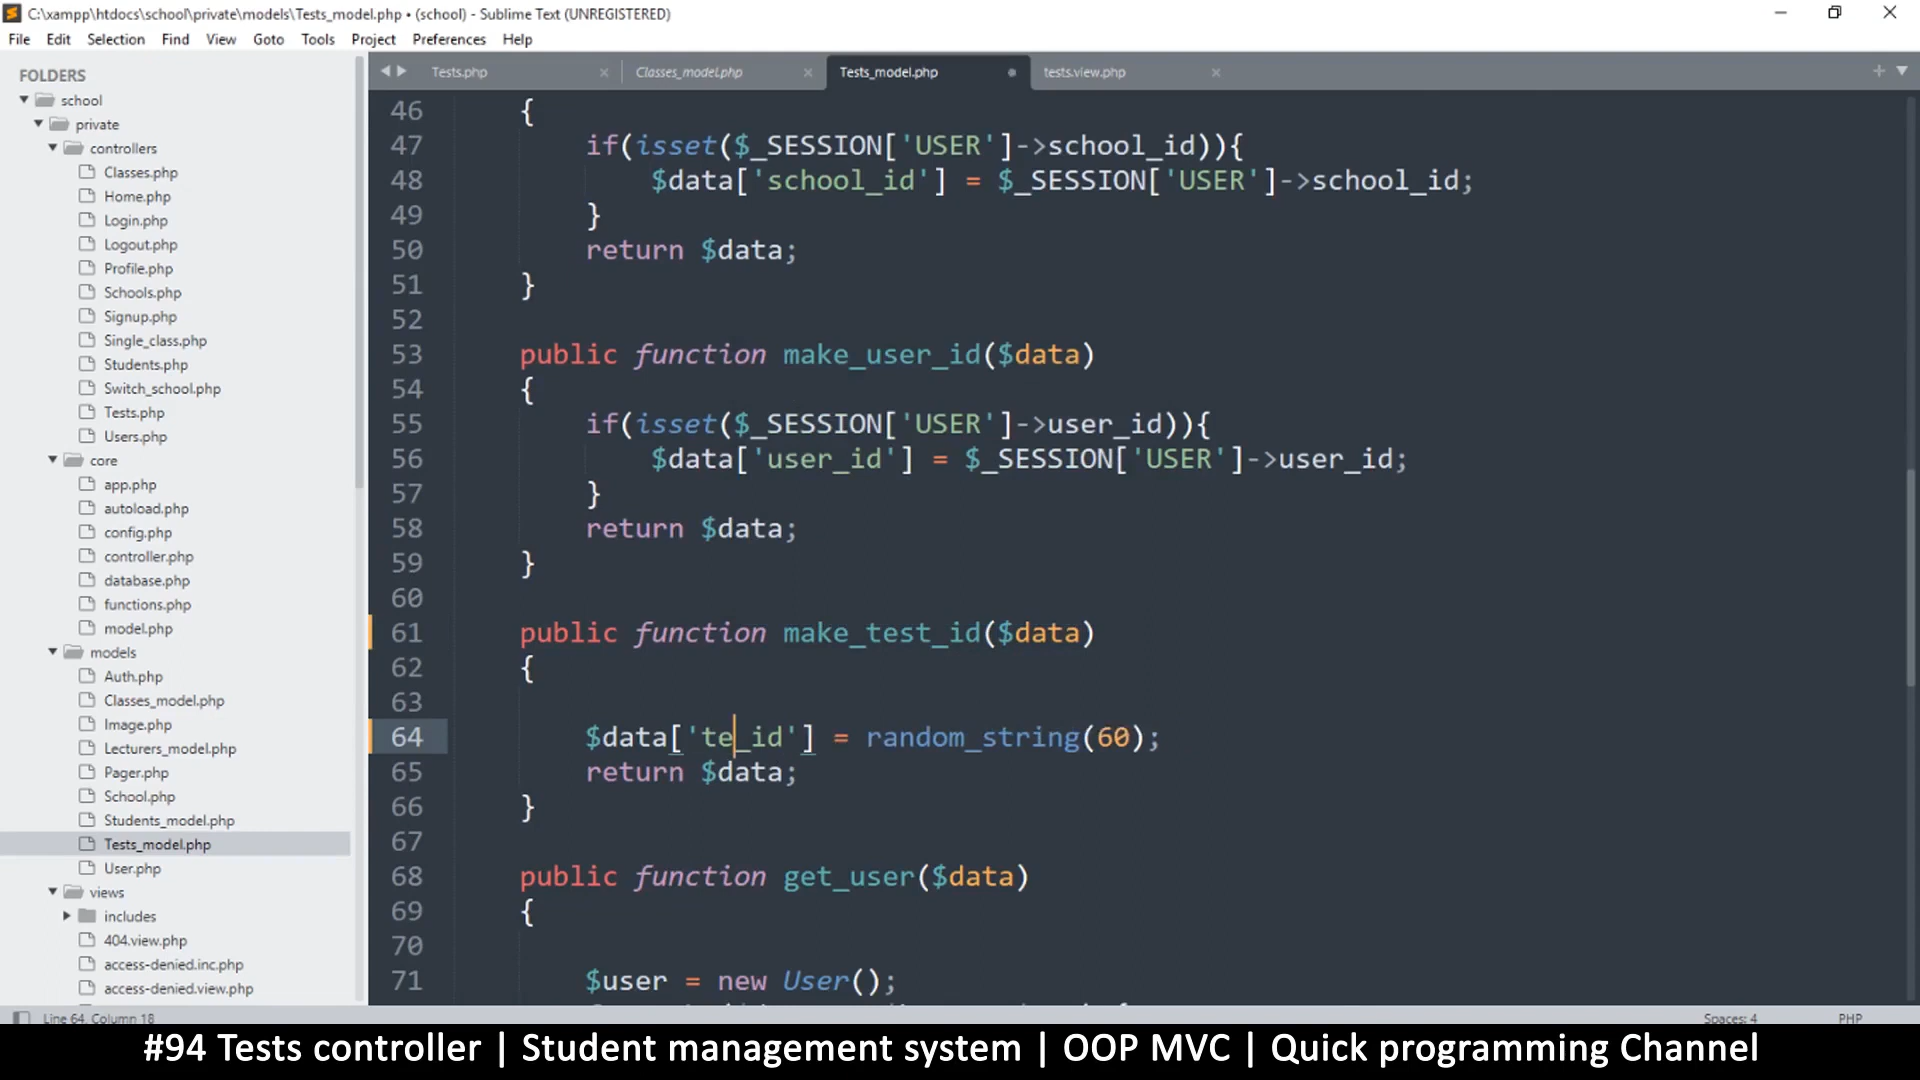 C:\xampp\htdocs\school\private\models\Tests_model.php • (school) - Sublime Text (UNREGISTERED)
File Edit Selection Find View Goto Tools Project Preferences Help
FOLDERS
school
private
controllers
Classes.php
Home.php
Login.php
Logout.php
Profile.php
Schools.php
Signup.php
Single_class.php
Students.php
Switch_school.php
Tests.php
Users.php
core
app.php
autoload.php
config.php
controller.php
database.php
functions.php
model.php
models
Auth.php
Classes_model.php
Image.php
Lecturers_model.php
Pager.php
School.php
Students_model.php
Tests_model.php
User.php
views
includes
404.view.php
access-denied.inc.php
access-denied.view.php
Tests.php Classes_model.php Tests_model.php tests.view.php
46 {
47 if(isset($_SESSION['USER']->school_id)){
48 $data['school_id'] = $_SESSION['USER']->school_id;
49 }
50 return $data;
51 }
52
53 public function make_user_id($data)
54 {
55 if(isset($_SESSION['USER']->user_id)){
56 $data['user_id'] = $_SESSION['USER']->user_id;
57 }
58 return $data;
59 }
60
61 public function make_test_id($data)
62 {
63
64 $data['te_id'] = random_string(60);
65 return $data;
66 }
67
68 public function get_user($data)
69 {
70
71 $user = new User();
Line 64, Column 18 Spaces: 4 PHP
#94 Tests controller | Student management system | OOP MVC | Quick programming Channel